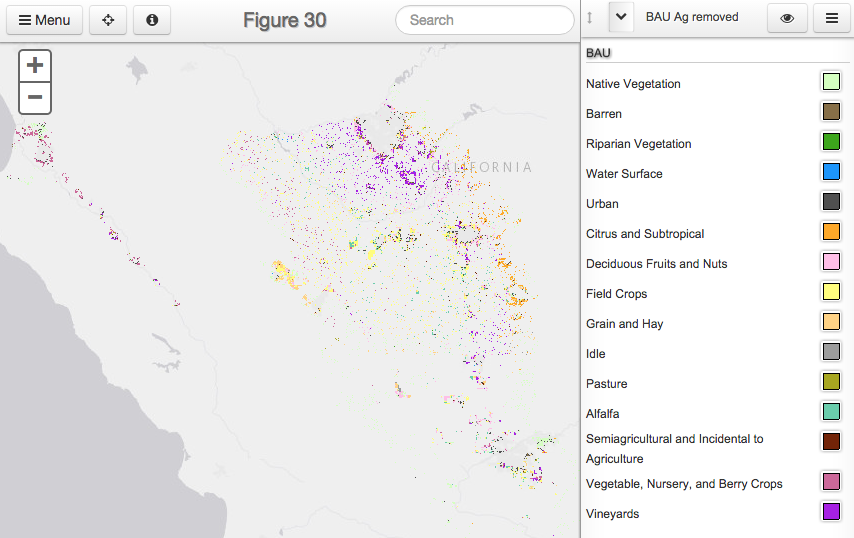 Menu
Figure 30
Search
BAU Ag removed
CALIFORNIA
BAU
Native Vegetation
Barren
Riparian Vegetation
Water Surface
Urban
Citrus and Subtropical
Deciduous Fruits and Nuts
Field Crops
Grain and Hay
Idle
Pasture
Alfalfa
Semiagricultural and Incidental to
Agriculture
Vegetable, Nursery, and Berry Crops
Vineyards